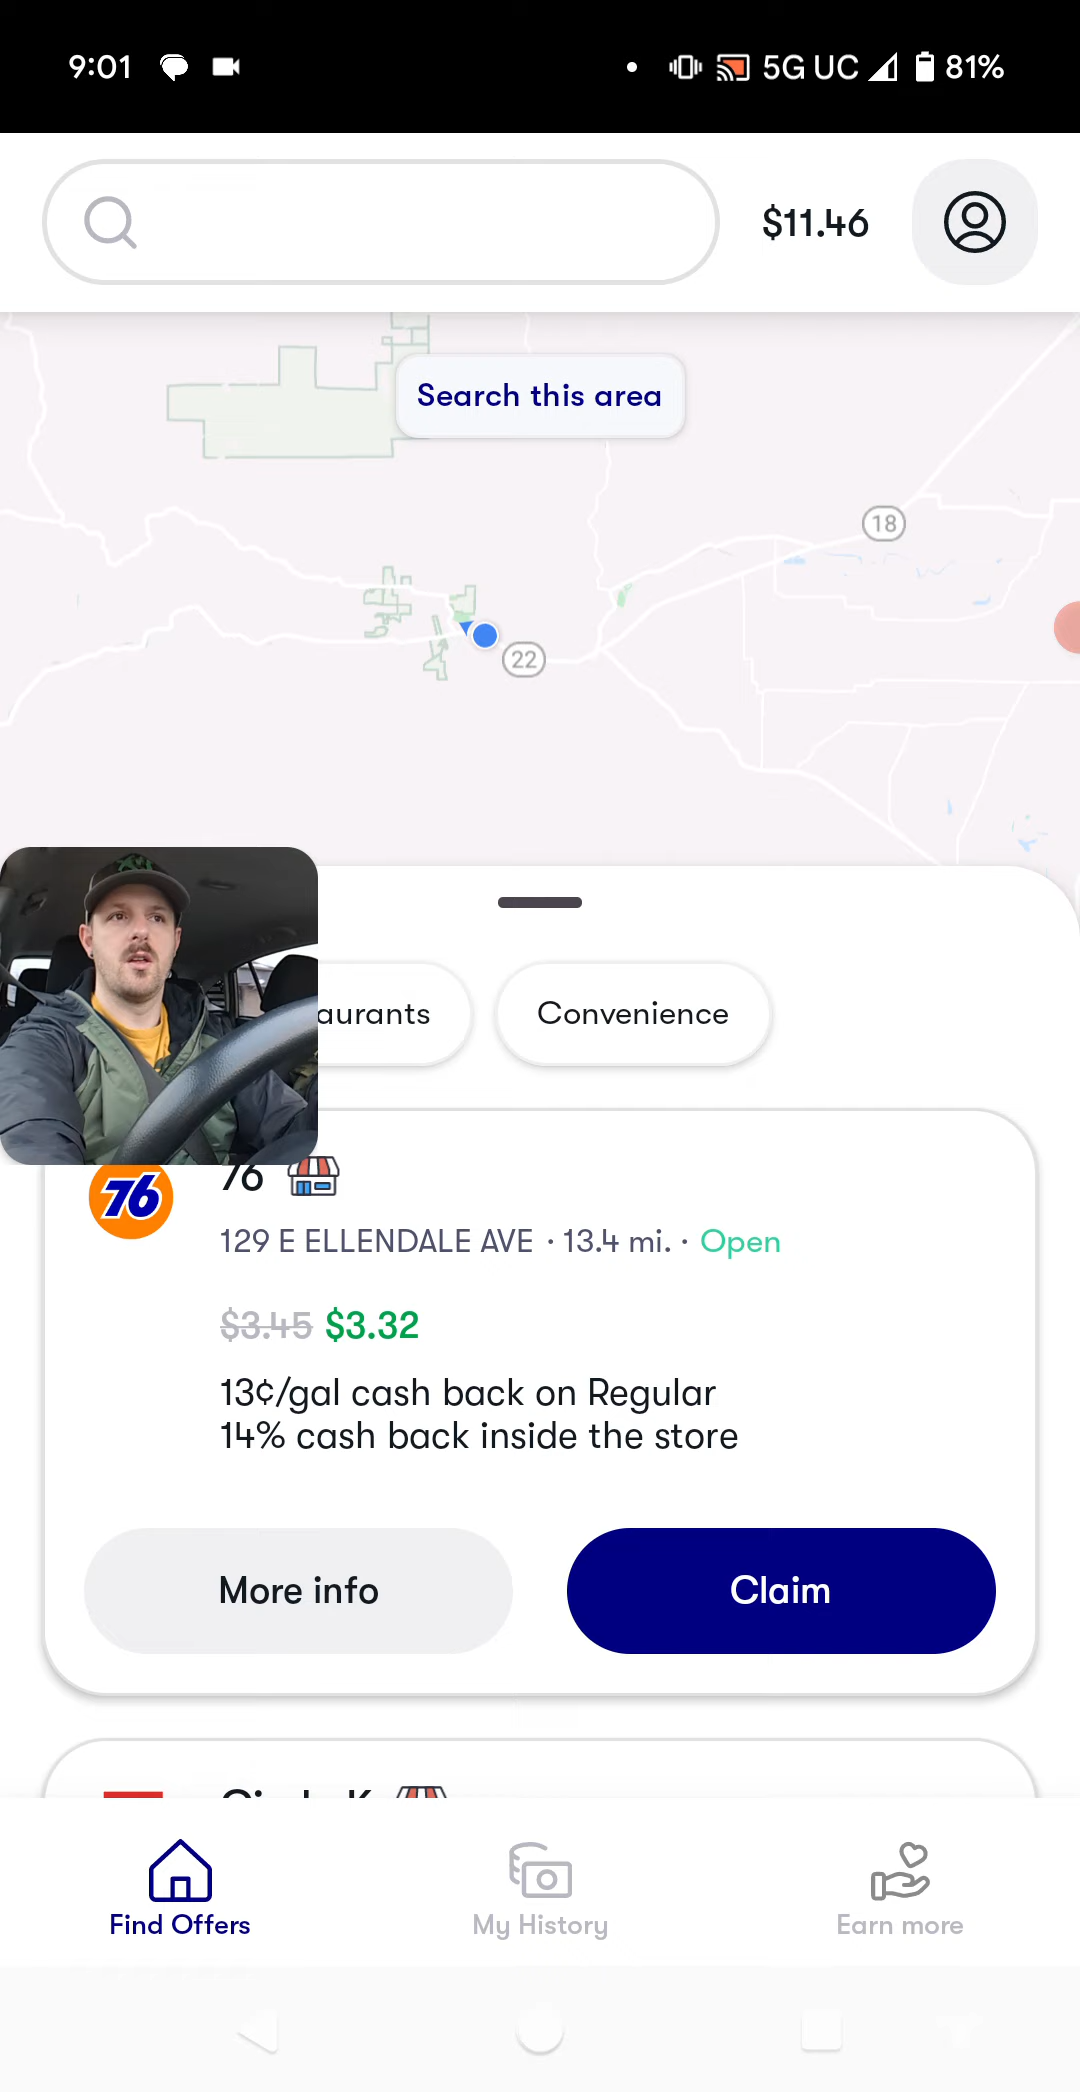 9:01 5G UC 81%
$11.46
Search this area
18
22
aurants Convenience
76
76
129 E ELLENDALE AVE · 13.4 mi. · Open
$3.45 $3.32
13¢/gal cash back on Regular
14% cash back inside the store
More info Claim
Find Offers My History Earn more